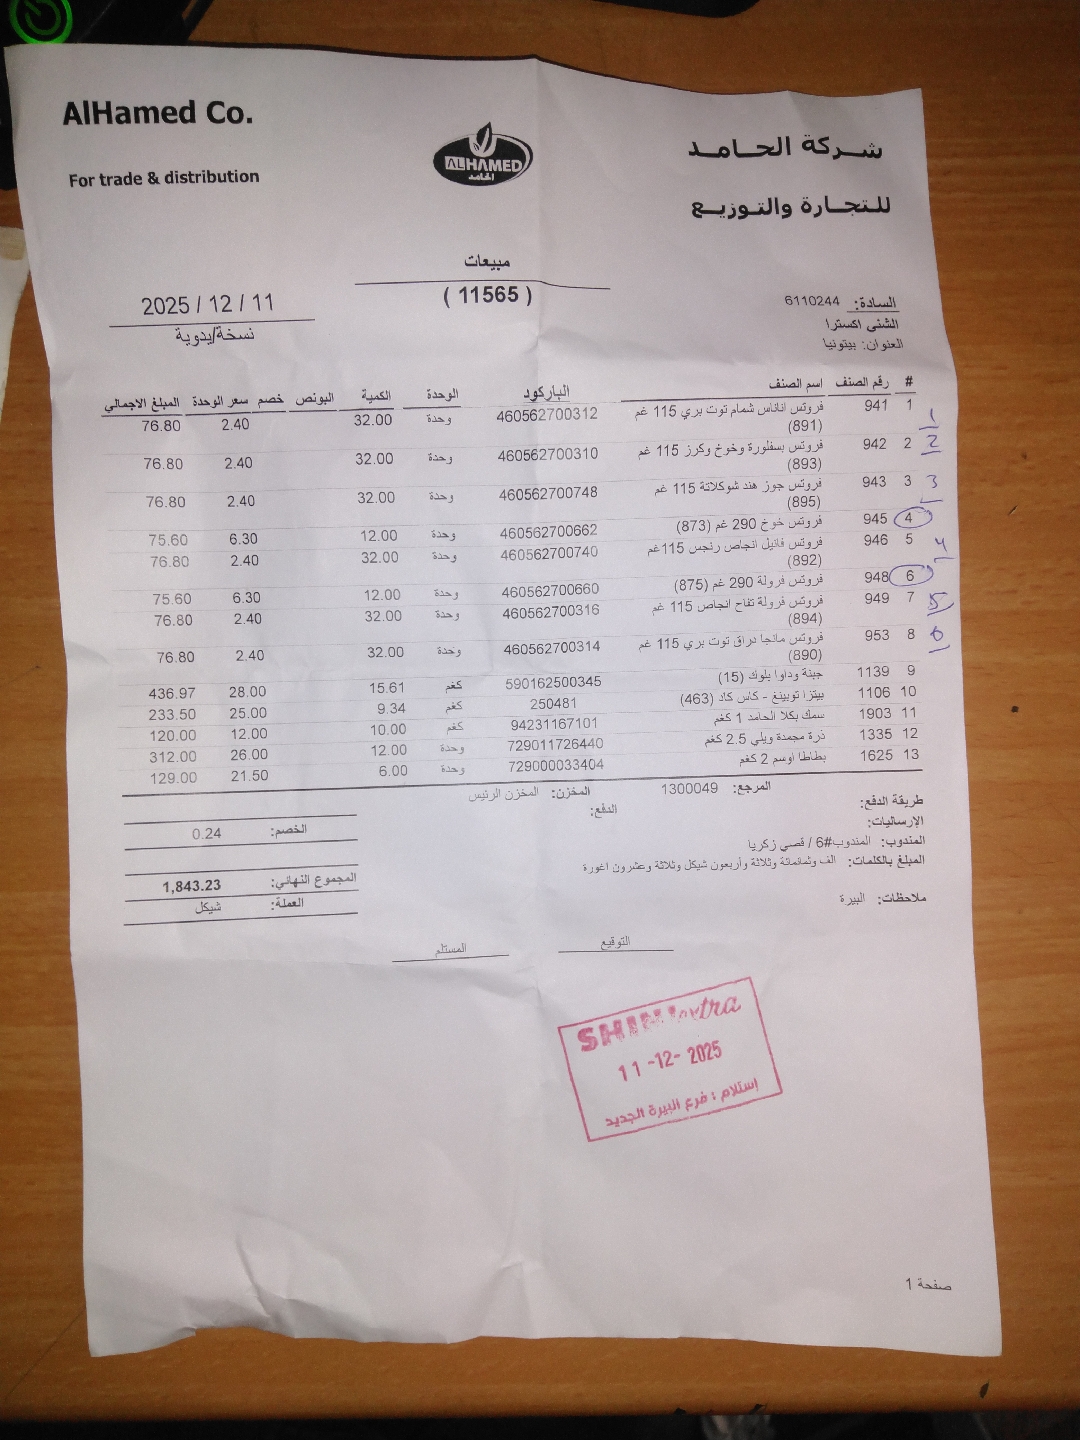 AlHamed Co.
شركة الحامد
ALHAMED
الحامد
For trade & distribution
للتجارة والتوزيع
مبيعات
( 11565 )
2025 / 12 / 11
نسخة/يدوية
السادة: 6110244
الشني اكسترا
العنوان: بيتونيا
# رقم الصنف اسم الصنف الباركود الوحدة الكمية البونص خصم سعر الوحدة المبلغ الاجمالي
1 941 فروتس اناناس شمام توت بري 115 غم 460562700312 وحدة 32.00 2.40 76.80
(891)
2 942 فروتس بسفلورة وخوخ وكرز 115 غم 460562700310 وحدة 32.00 2.40 76.80
(893)
3 943 فروتس جوز هند شوكلاتة 115 غم 460562700748 وحدة 32.00 2.40 76.80
(895)
4 945 فروتس خوخ 290 غم (873) 460562700662 وحدة 12.00 6.30 75.60
5 946 فروتس فانيل انجاص رنجس 115غم 460562700740 وحدة 32.00 2.40 76.80
(892)
6 948 فروتس فرولة 290 غم (875) 460562700660 وحدة 12.00 6.30 75.60
7 949 فروتس فرولة تفاح انجاص 115 غم 460562700316 وحدة 32.00 2.40 76.80
(894)
8 953 فروتس مانجا دراق توت بري 115 غم 460562700314 وحدة 32.00 2.40 76.80
(890)
9 1139 جبنة وداوا بلوك (15) 590162500345 كغم 15.61 28.00 436.97
10 1106 بيتزا توبينغ - كاس كاد (463) 250481 كغم 9.34 25.00 233.50
11 1903 سمك بكلا الحامد 1 كغم 94231167101 كغم 10.00 12.00 120.00
12 1335 ذرة مجمدة ويلي 2.5 كغم 729011726440 وحدة 12.00 26.00 312.00
13 1625 بطاطا اوسم 2 كغم 729000033404 وحدة 6.00 21.50 129.00
1
2
3
4
5
6
المرجع: 1300049
المخزن: المخزن الرئيس
طريقة الدفع:
الدفع:
الإرساليات:
المندوب: المندوب#6 / قصي زكريا
المبلغ بالكلمات: الف وثمانمائة وثلاثة وأربعون شيكل وثلاثة وعشرون اغورة
ملاحظات: البيرة
الخصم: 0.24
المجموع النهائي: 1,843.23
العملة: شيكل
التوقيع
المستلم
11-12-2025
إستلام : فرع البيرة الجديد
صفحة 1